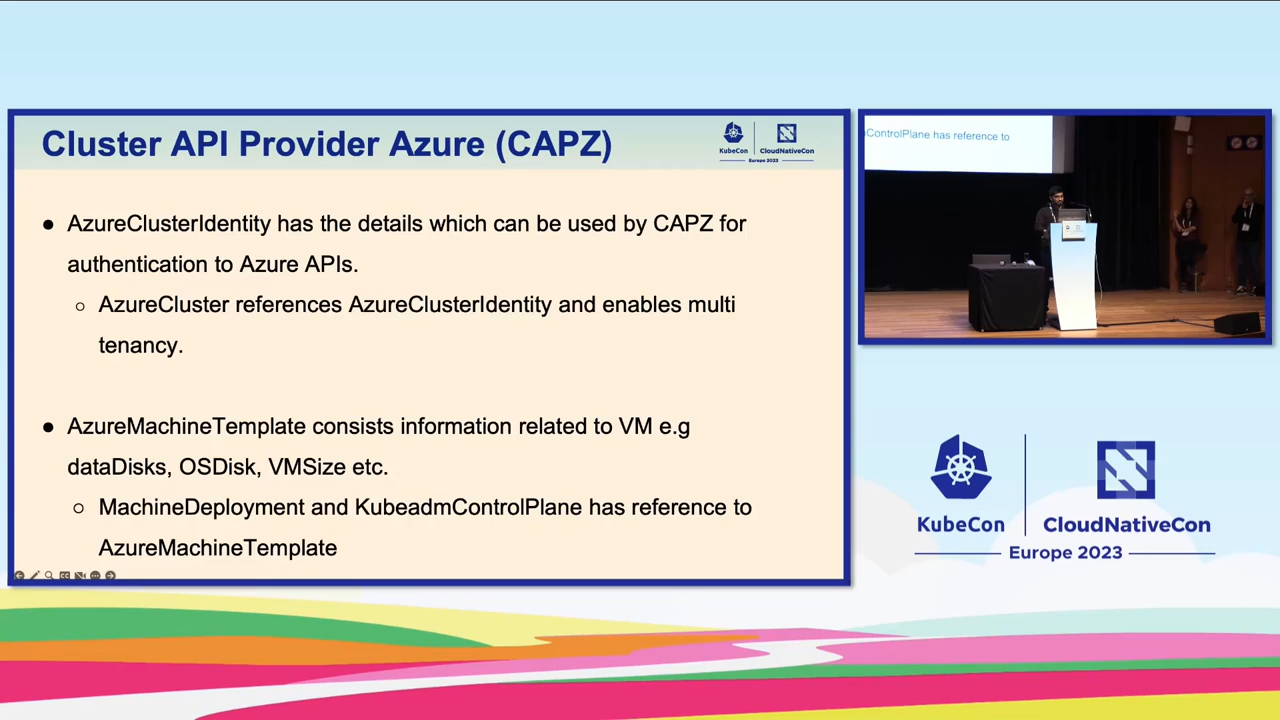 Cluster API Provider Azure (CAPZ)
KubeCon
CloudNativeCon
Europe 2023
● AzureClusterIdentity has the details which can be used by CAPZ for
authentication to Azure APIs.
○ AzureCluster references AzureClusterIdentity and enables multi
tenancy.
● AzureMachineTemplate consists information related to VM e.g
dataDisks, OSDisk, VMSize etc.
○ MachineDeployment and KubeadmControlPlane has reference to
AzureMachineTemplate
ControlPlane has reference to
KubeCon
CloudNativeCon
Europe 2023